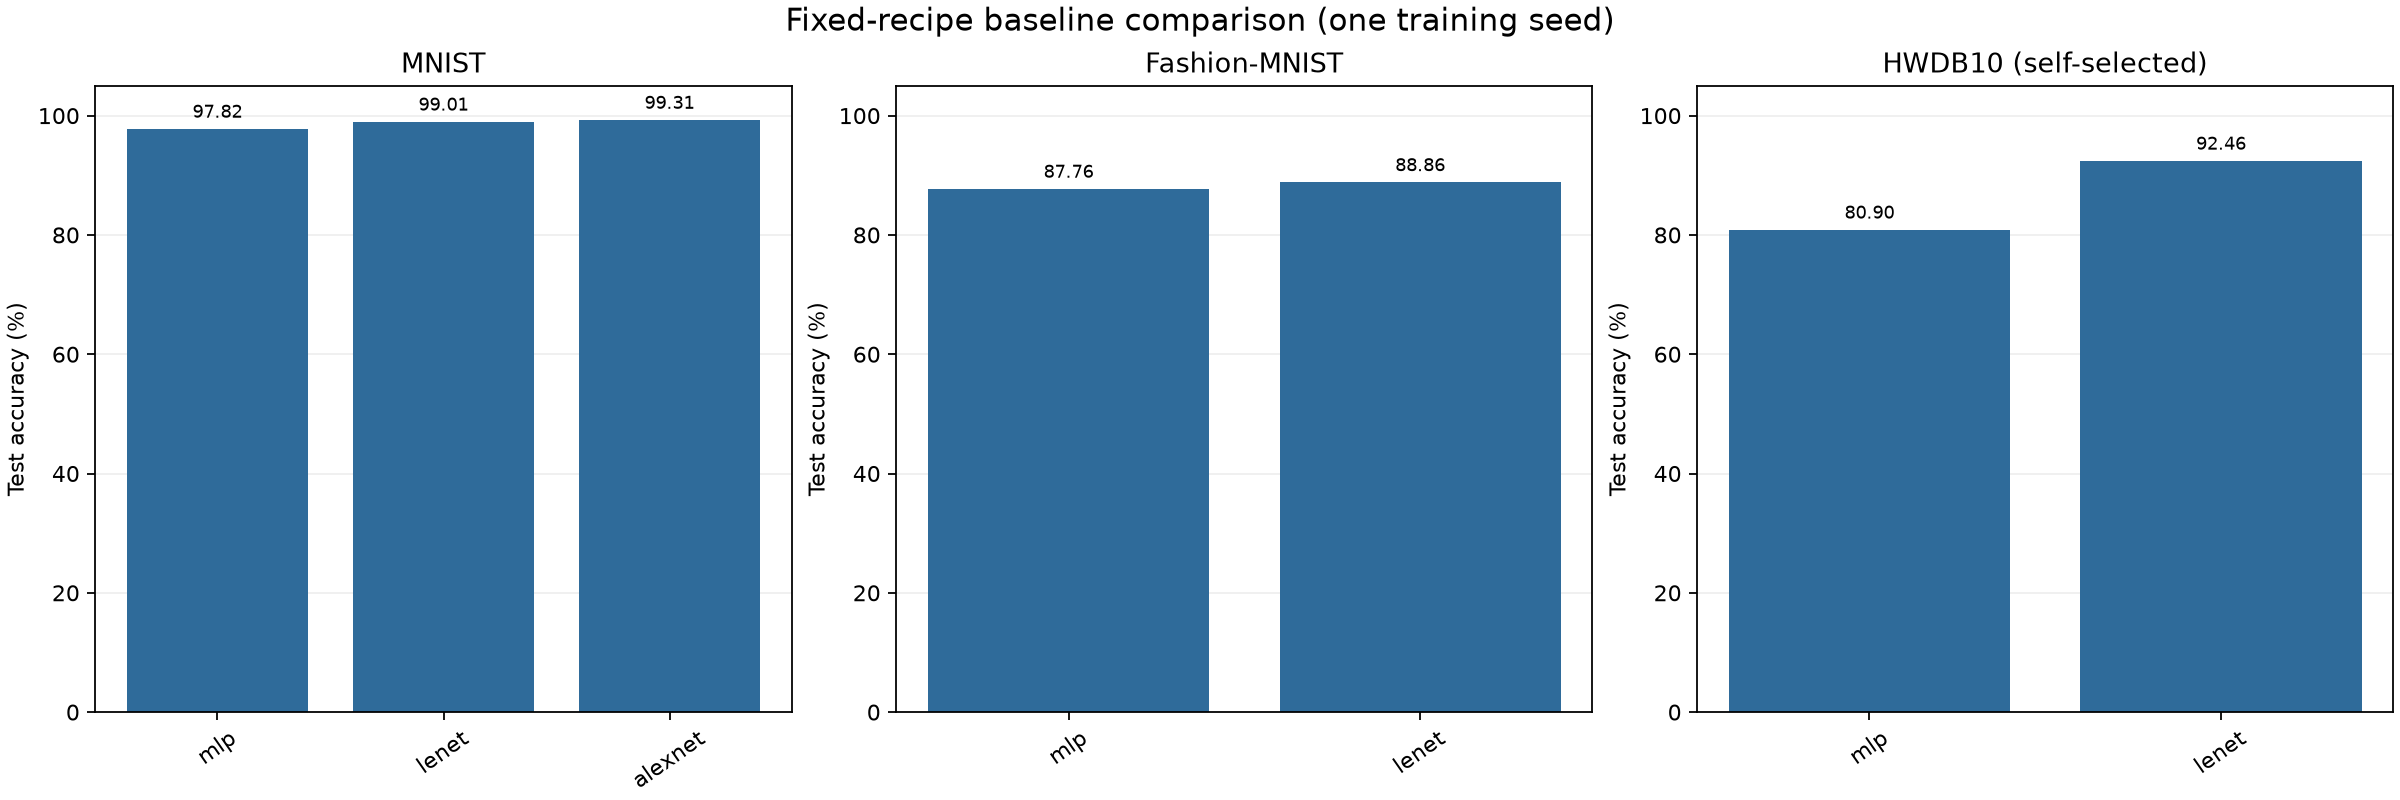 Fixed-recipe baseline comparison (one training seed)
MNIST
Test accuracy (%)
100
80
60
40
20
0
97.82
99.01
99.31
mlp
lenet
alexnet
Fashion-MNIST
Test accuracy (%)
100
80
60
40
20
0
87.76
88.86
mlp
lenet
HWDB10 (self-selected)
Test accuracy (%)
100
80
60
40
20
0
80.90
92.46
mlp
lenet